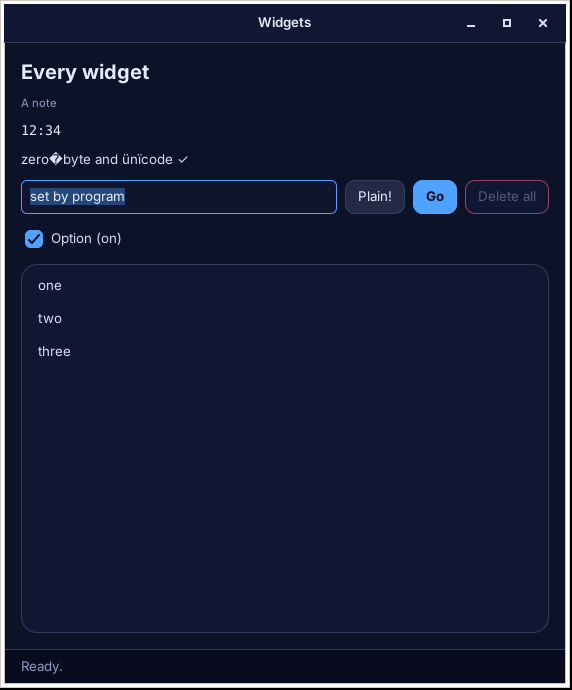 Widgets
Every widget
A note
12:34
zero�byte and ünïcode ✓
set by program Plain! Go Delete all
Option (on)
one
two
three
Ready.